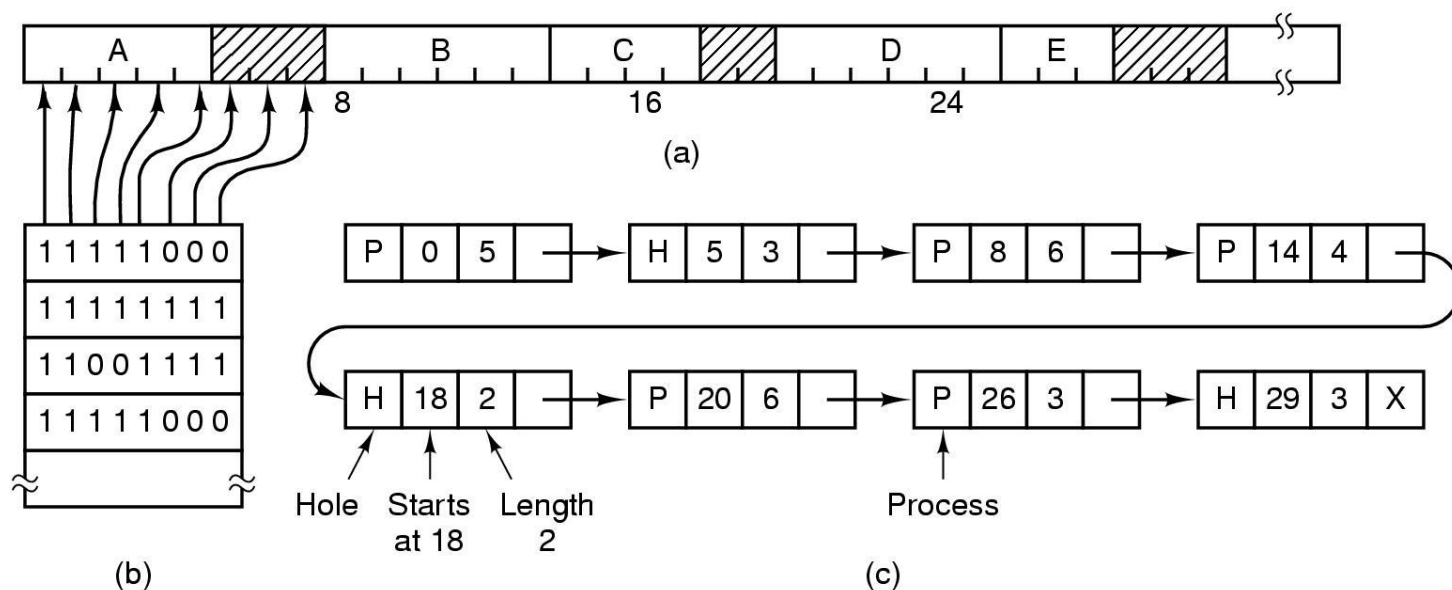 A B C D E
8 16 24
(a)
1 1 1 1 1 0 0 0
1 1 1 1 1 1 1 1
1 1 0 0 1 1 1 1
1 1 1 1 1 0 0 0
(b)
P 0 5 H 5 3 P 8 6 P 14 4
H 18 2 P 20 6 P 26 3 H 29 3 X
Hole Starts Length Process
at 18 2
(c)